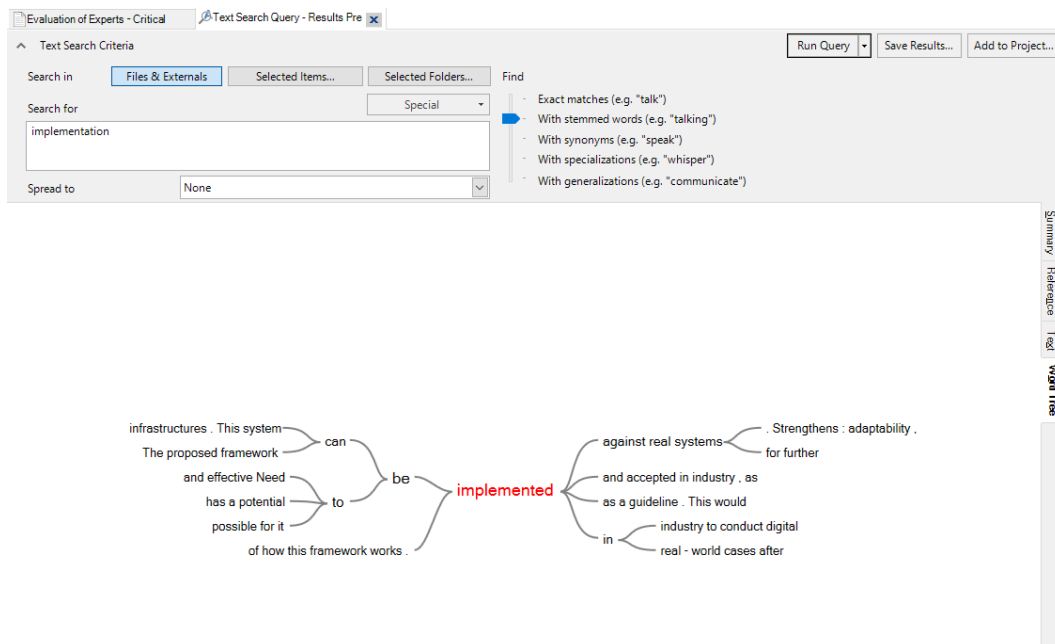 Evaluation of Experts - Critical
Text Search Query - Results Pre
Text Search Criteria
Run Query
Save Results...
Add to Project...
Search in
Files & Externals
Selected Items...
Selected Folders...
Find
Search for
Special
implementation
Spread to
None
Exact matches (e.g. "talk")
With stemmed words (e.g. "talking")
With synonyms (e.g. "speak")
With specializations (e.g. "whisper")
With generalizations (e.g. "communicate")
Summary
Reference
Text
Word Tree
infrastructures . This system
The proposed framework
can
and effective Need
has a potential
possible for it
to
be
of how this framework works .
implemented
against real systems
. Strengthens : adaptability ,
for further
and accepted in industry , as
as a guideline . This would
in
industry to conduct digital
real - world cases after